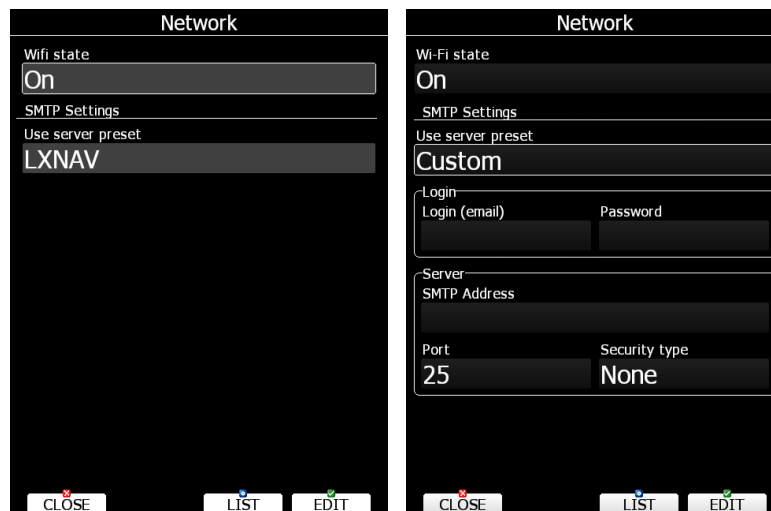 Network
Wifi state
On
SMTP Settings
Use server preset
LXNAV
CLOSE
LIST
EDIT
Network
Wi-Fi state
On
SMTP Settings
Use server preset
Custom
Login
Login (email) Password
Server
SMTP Address
Port Security type
25 None
CLOSE
LIST
EDIT